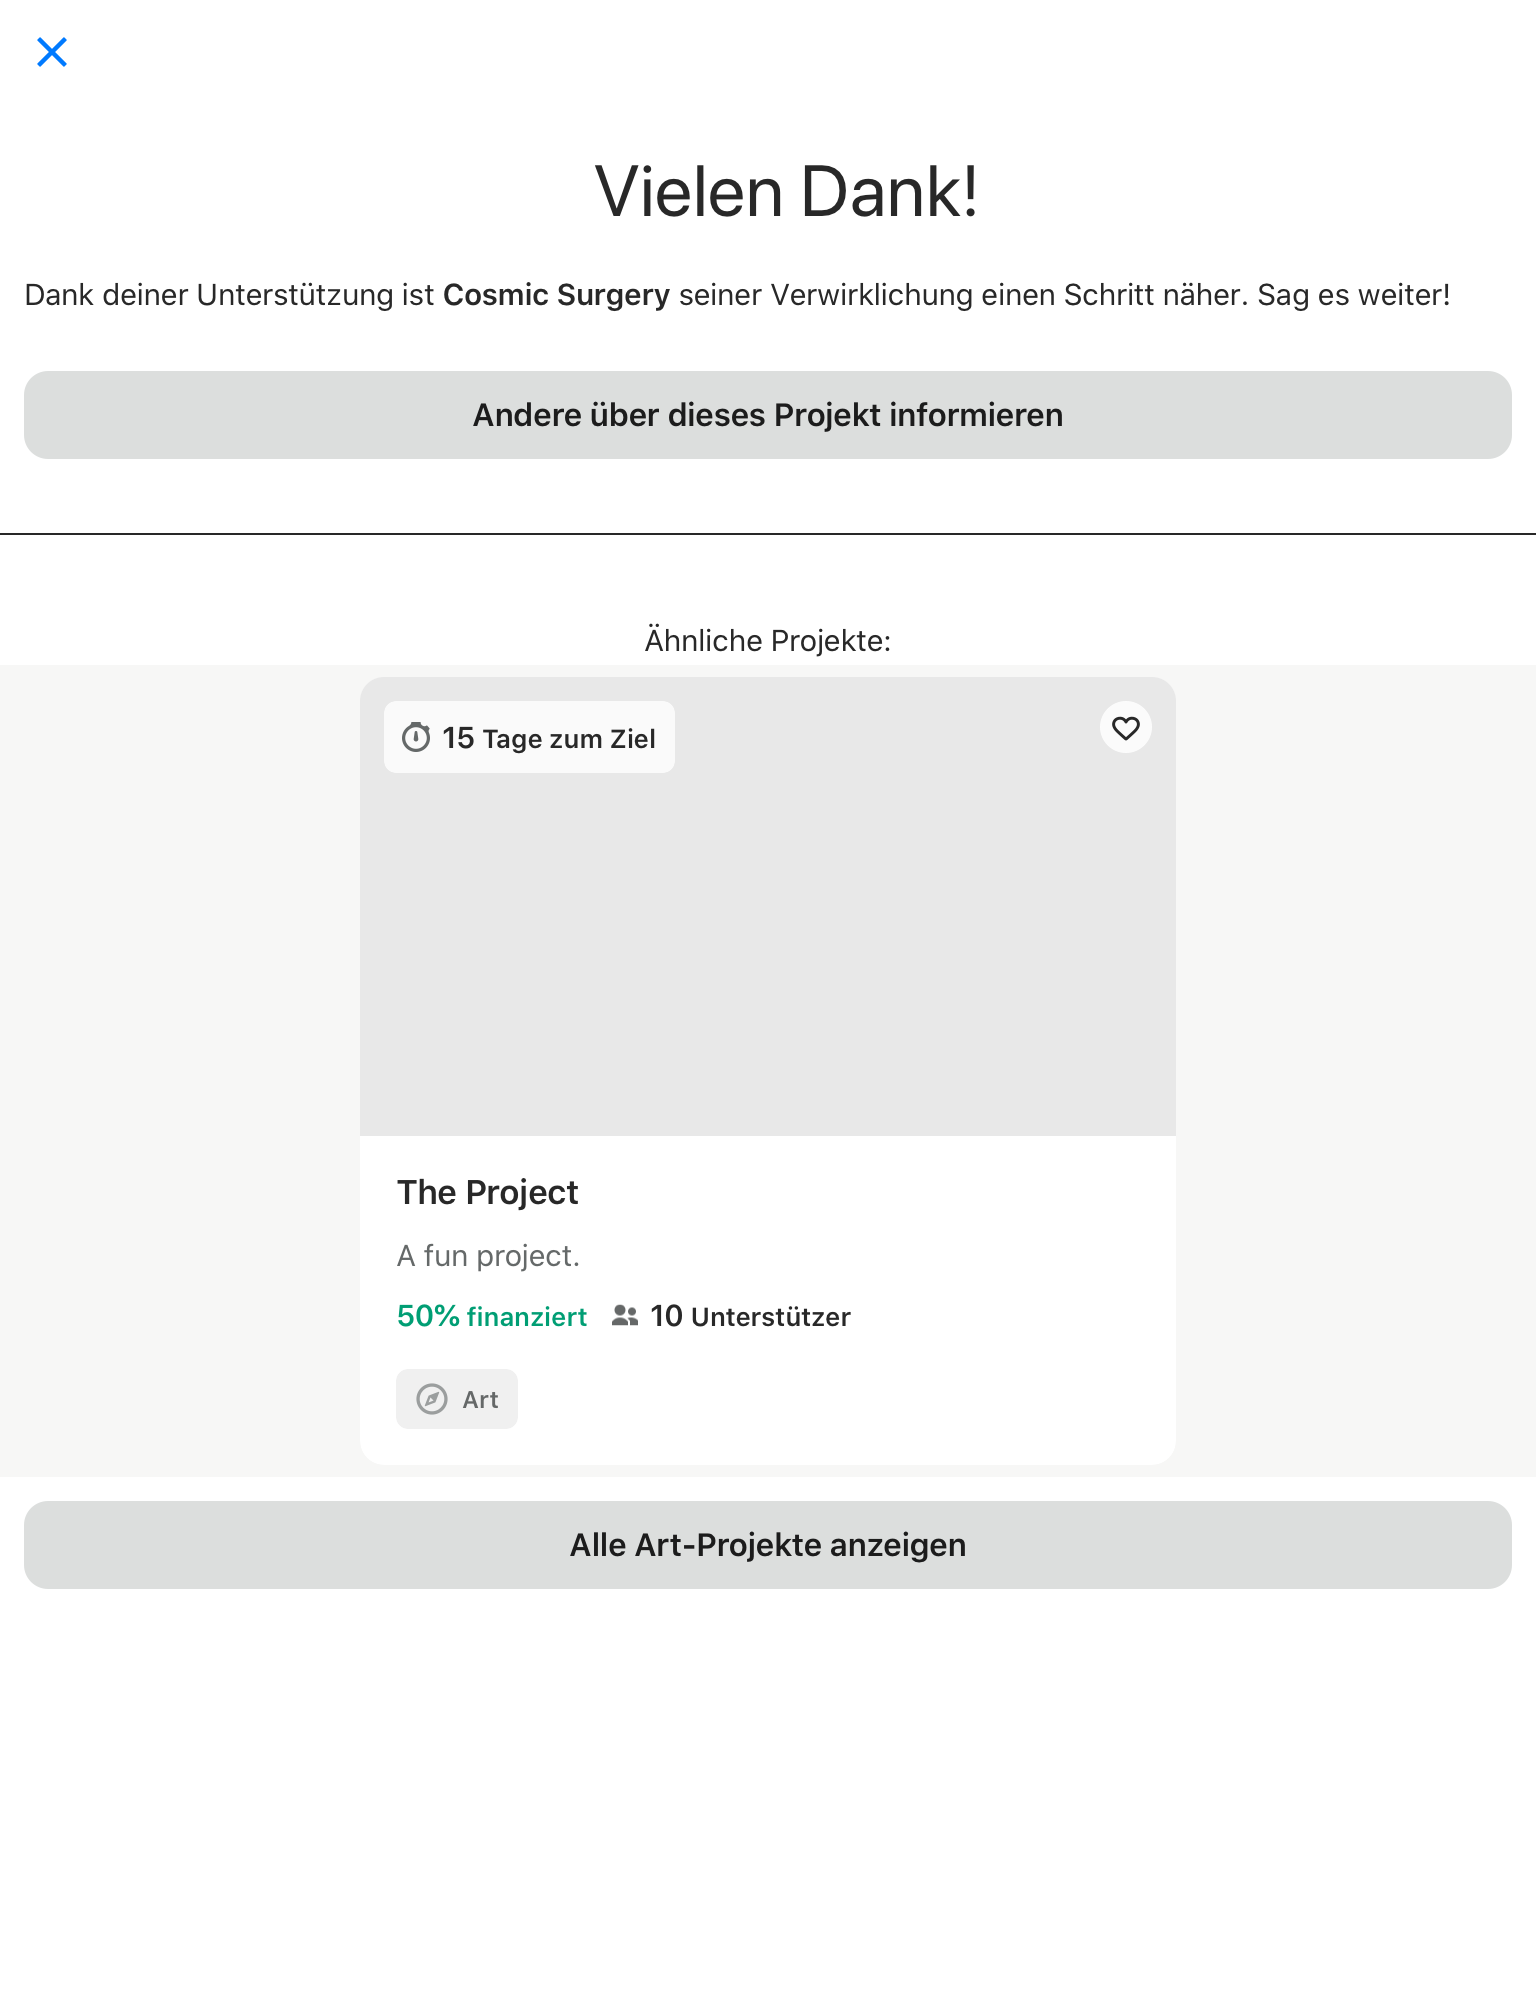 Vielen Dank!
Dank deiner Unterstützung ist Cosmic Surgery seiner Verwirklichung einen Schritt näher. Sag es weiter!
Andere über dieses Projekt informieren
Ähnliche Projekte:
15 Tage zum Ziel
The Project
A fun project.
50% finanziert 10 Unterstützer
Art
Alle Art-Projekte anzeigen